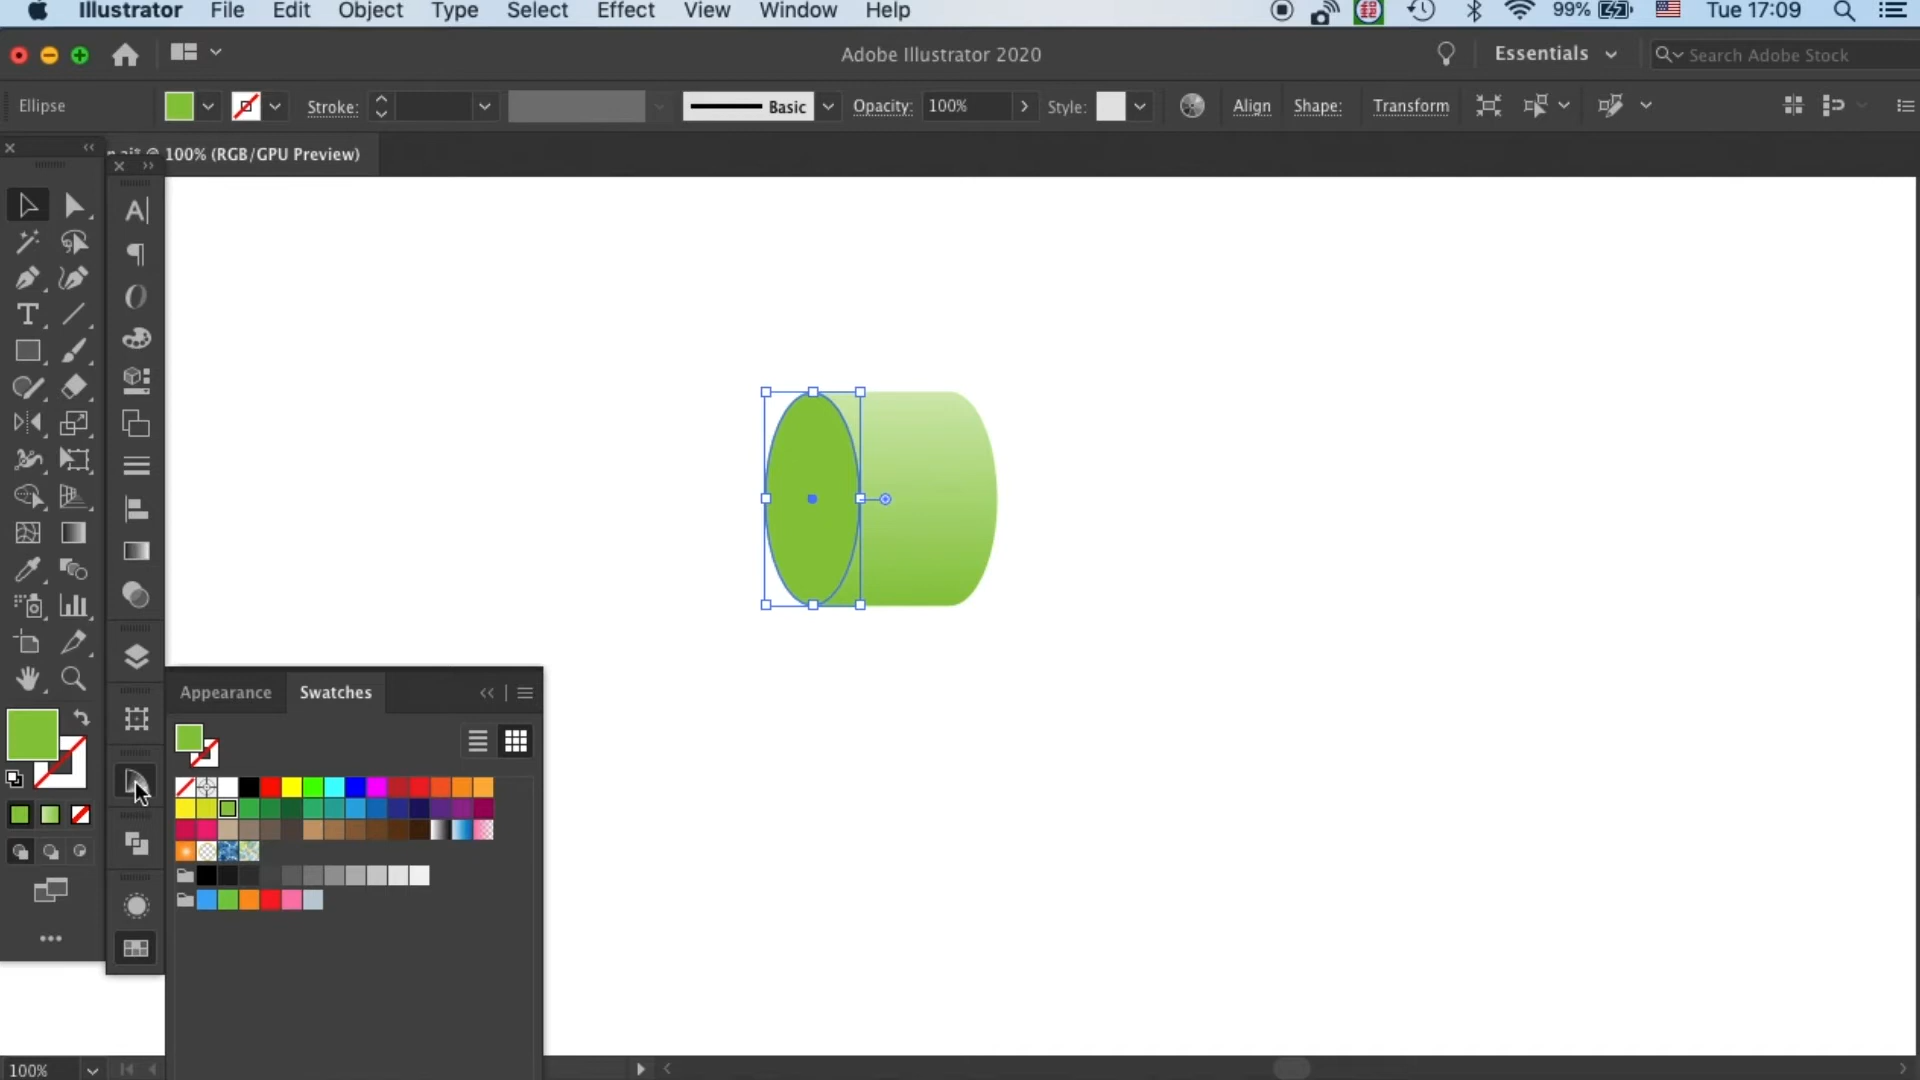 Illustrator File Edit Object Type Select Effect View Window Help 99% Tue 17:09
Adobe Illustrator 2020 Essentials Search Adobe Stock
Ellipse Stroke: Basic Opacity: 100% Style: Align Shape: Transform
@ 100% (RGB/GPU Preview)
Appearance Swatches
100%